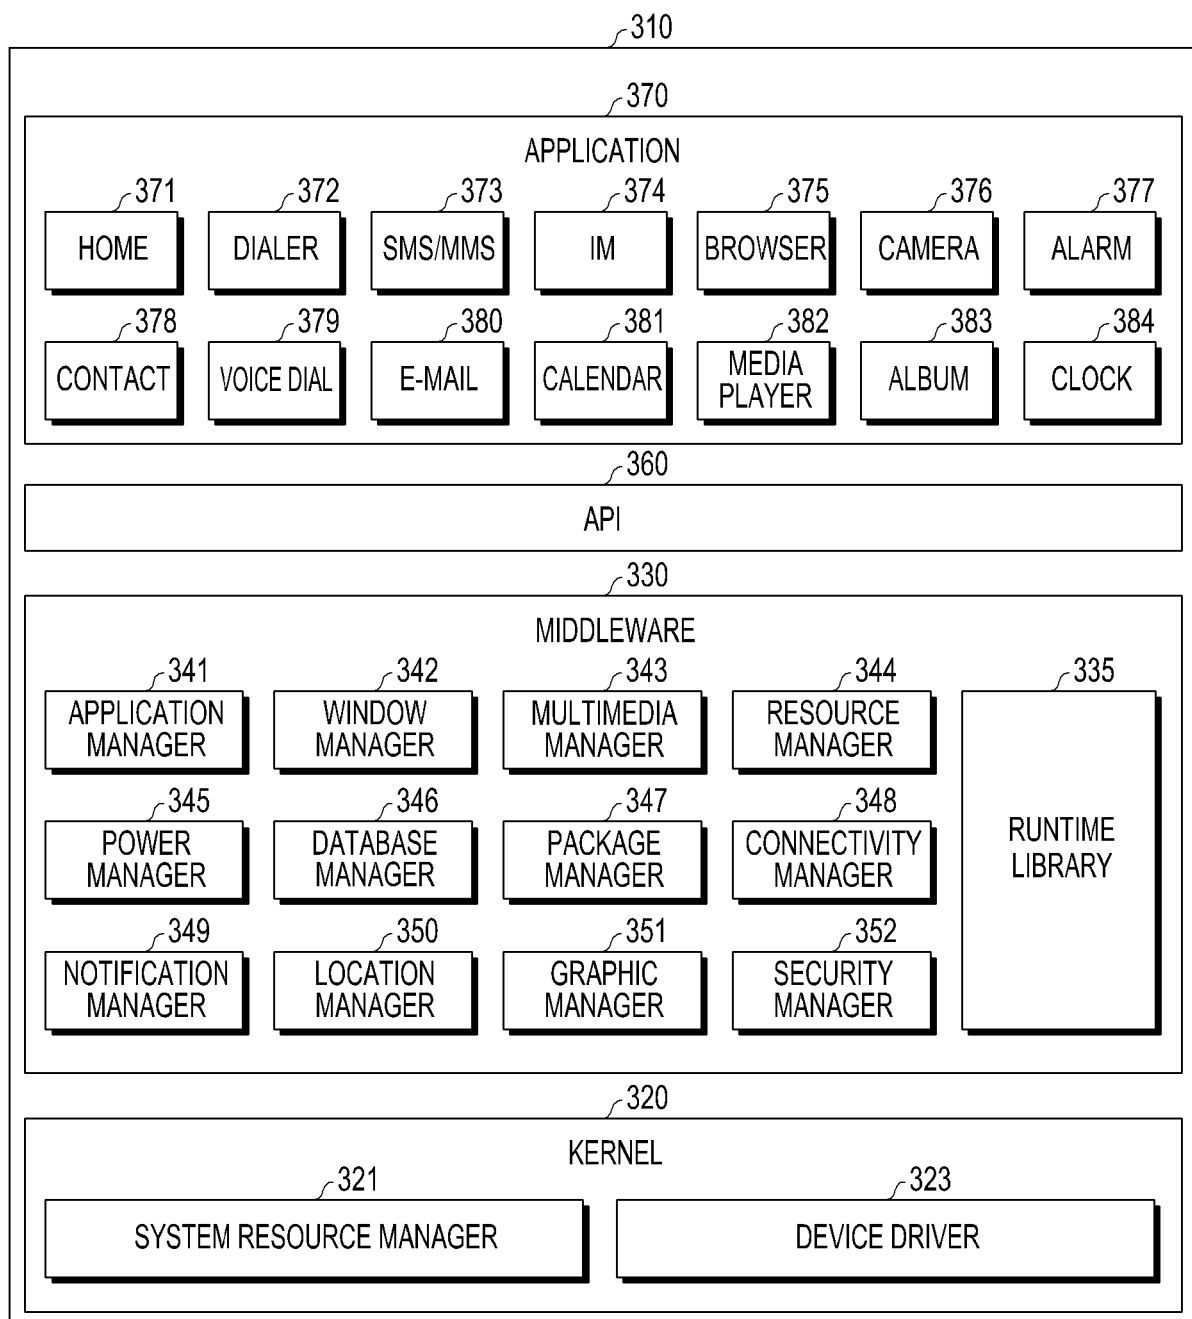 310
370
APPLICATION
371 372 373 374 375 376 377
HOME DIALER SMS/MMS IM BROWSER CAMERA ALARM
378 379 380 381 382 383 384
CONTACT VOICE DIAL E-MAIL CALENDAR MEDIA PLAYER ALBUM CLOCK
360
API
330
MIDDLEWARE
341 342 343 344 335
APPLICATION MANAGER WINDOW MANAGER MULTIMEDIA MANAGER RESOURCE MANAGER
345 346 347 348
POWER MANAGER DATABASE MANAGER PACKAGE MANAGER CONNECTIVITY MANAGER RUNTIME LIBRARY
349 350 351 352
NOTIFICATION MANAGER LOCATION MANAGER GRAPHIC MANAGER SECURITY MANAGER
320
KERNEL
321 323
SYSTEM RESOURCE MANAGER DEVICE DRIVER